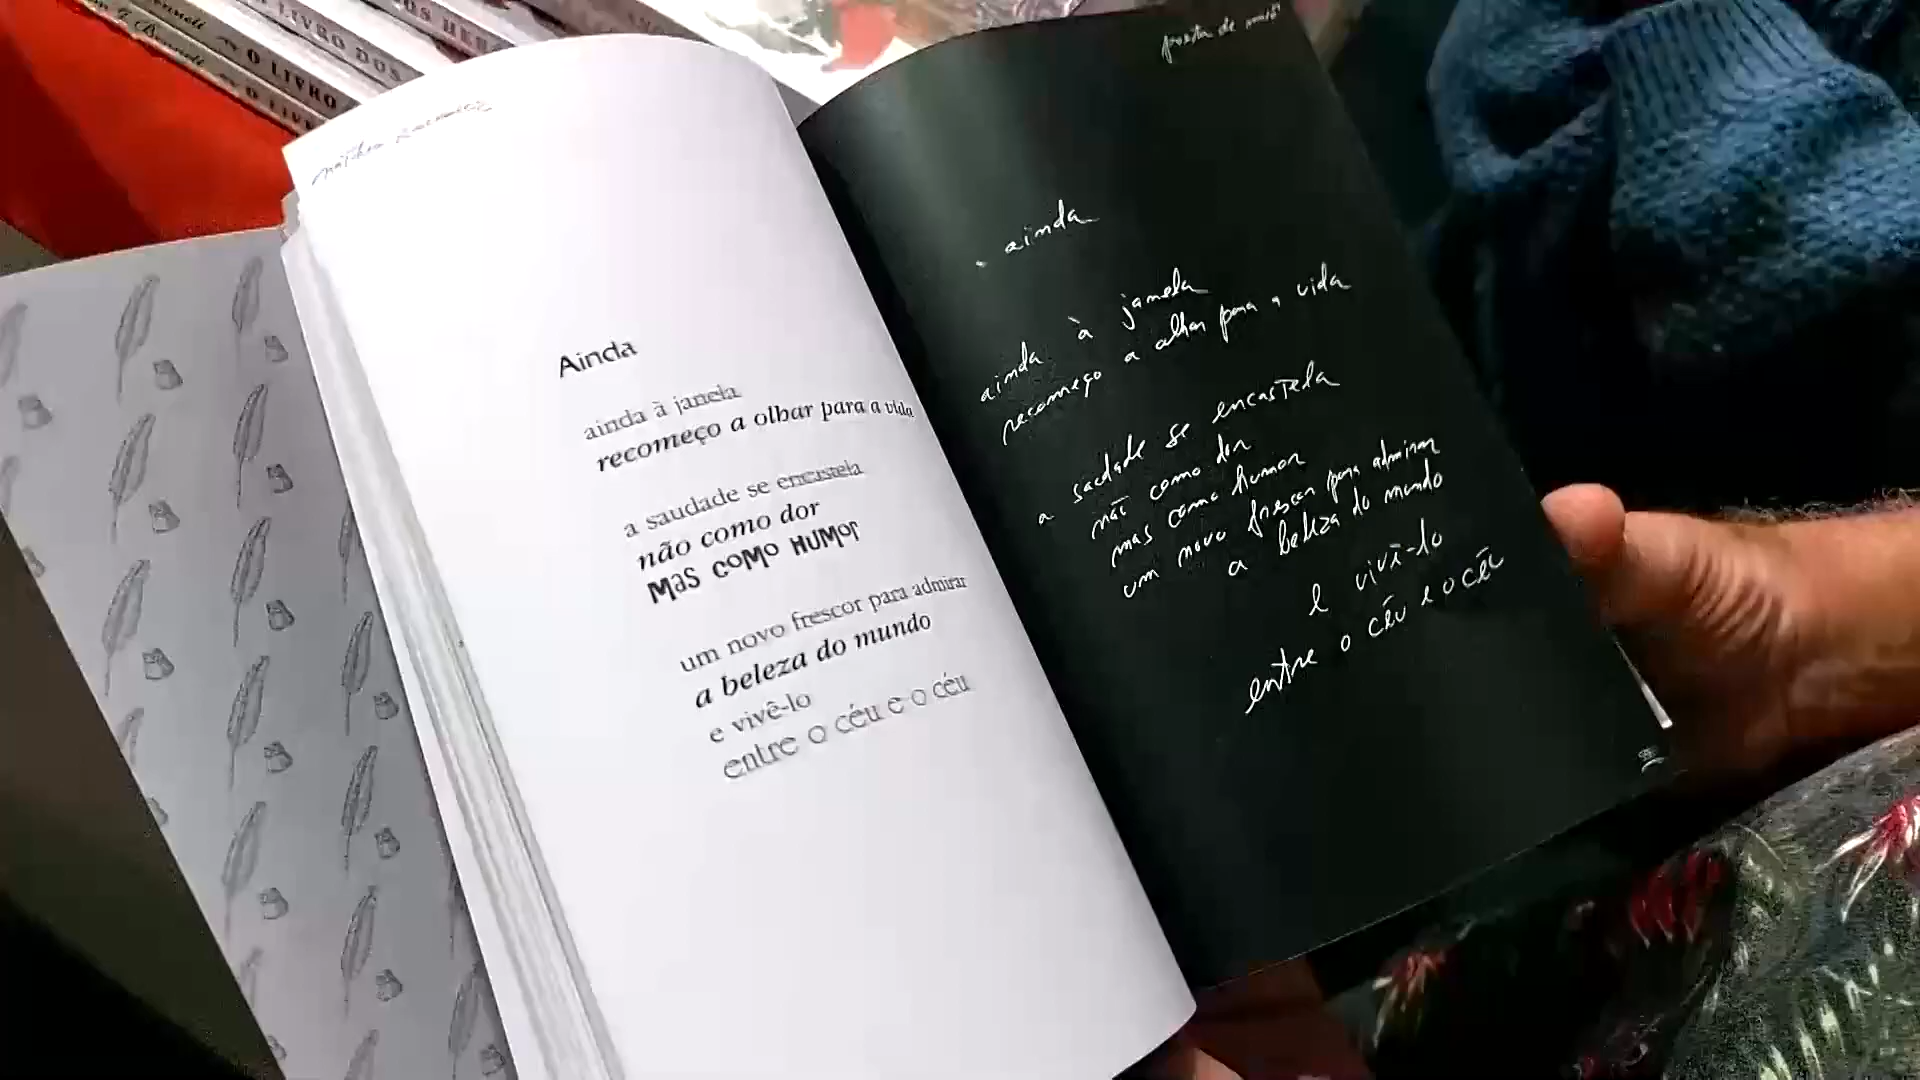 O LIVRO DOS
O LIVRO
Ainda
ainda à janela
recomeço a olhar para a vida
a saudade se encastela
não como dor
Mas como HUMOr
um novo frescor para admirar
a beleza do mundo
e vivê-lo
entre o céu e o céu
ainda
ainda à janela
recomeço a olhar para a vida
a saudade se encastela
não como dor
mas como humor
um novo frescor para admirar
a beleza do mundo
e vivê-lo
entre o céu e o céu